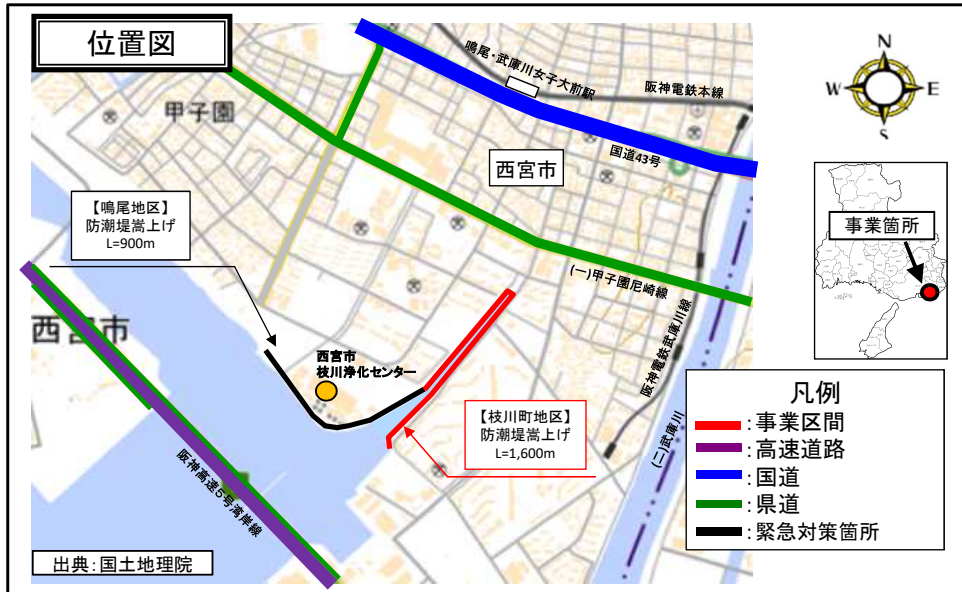 位置図
鳴尾・武庫川女子大前駅
阪神電鉄本線
甲子園
国道43号
西宮市
【鳴尾地区】
防潮堤嵩上げ
L=900m
(一)甲子園尼崎線
西宮市
西宮市
枝川浄化センター
阪神電鉄武庫川線
(二)武庫川
【枝川町地区】
防潮堤嵩上げ
L=1,600m
阪神高速5号湾岸線
出典:国土地理院
N
W
E
S
事業箇所
凡例
:事業区間
:高速道路
:国道
:県道
:緊急対策箇所